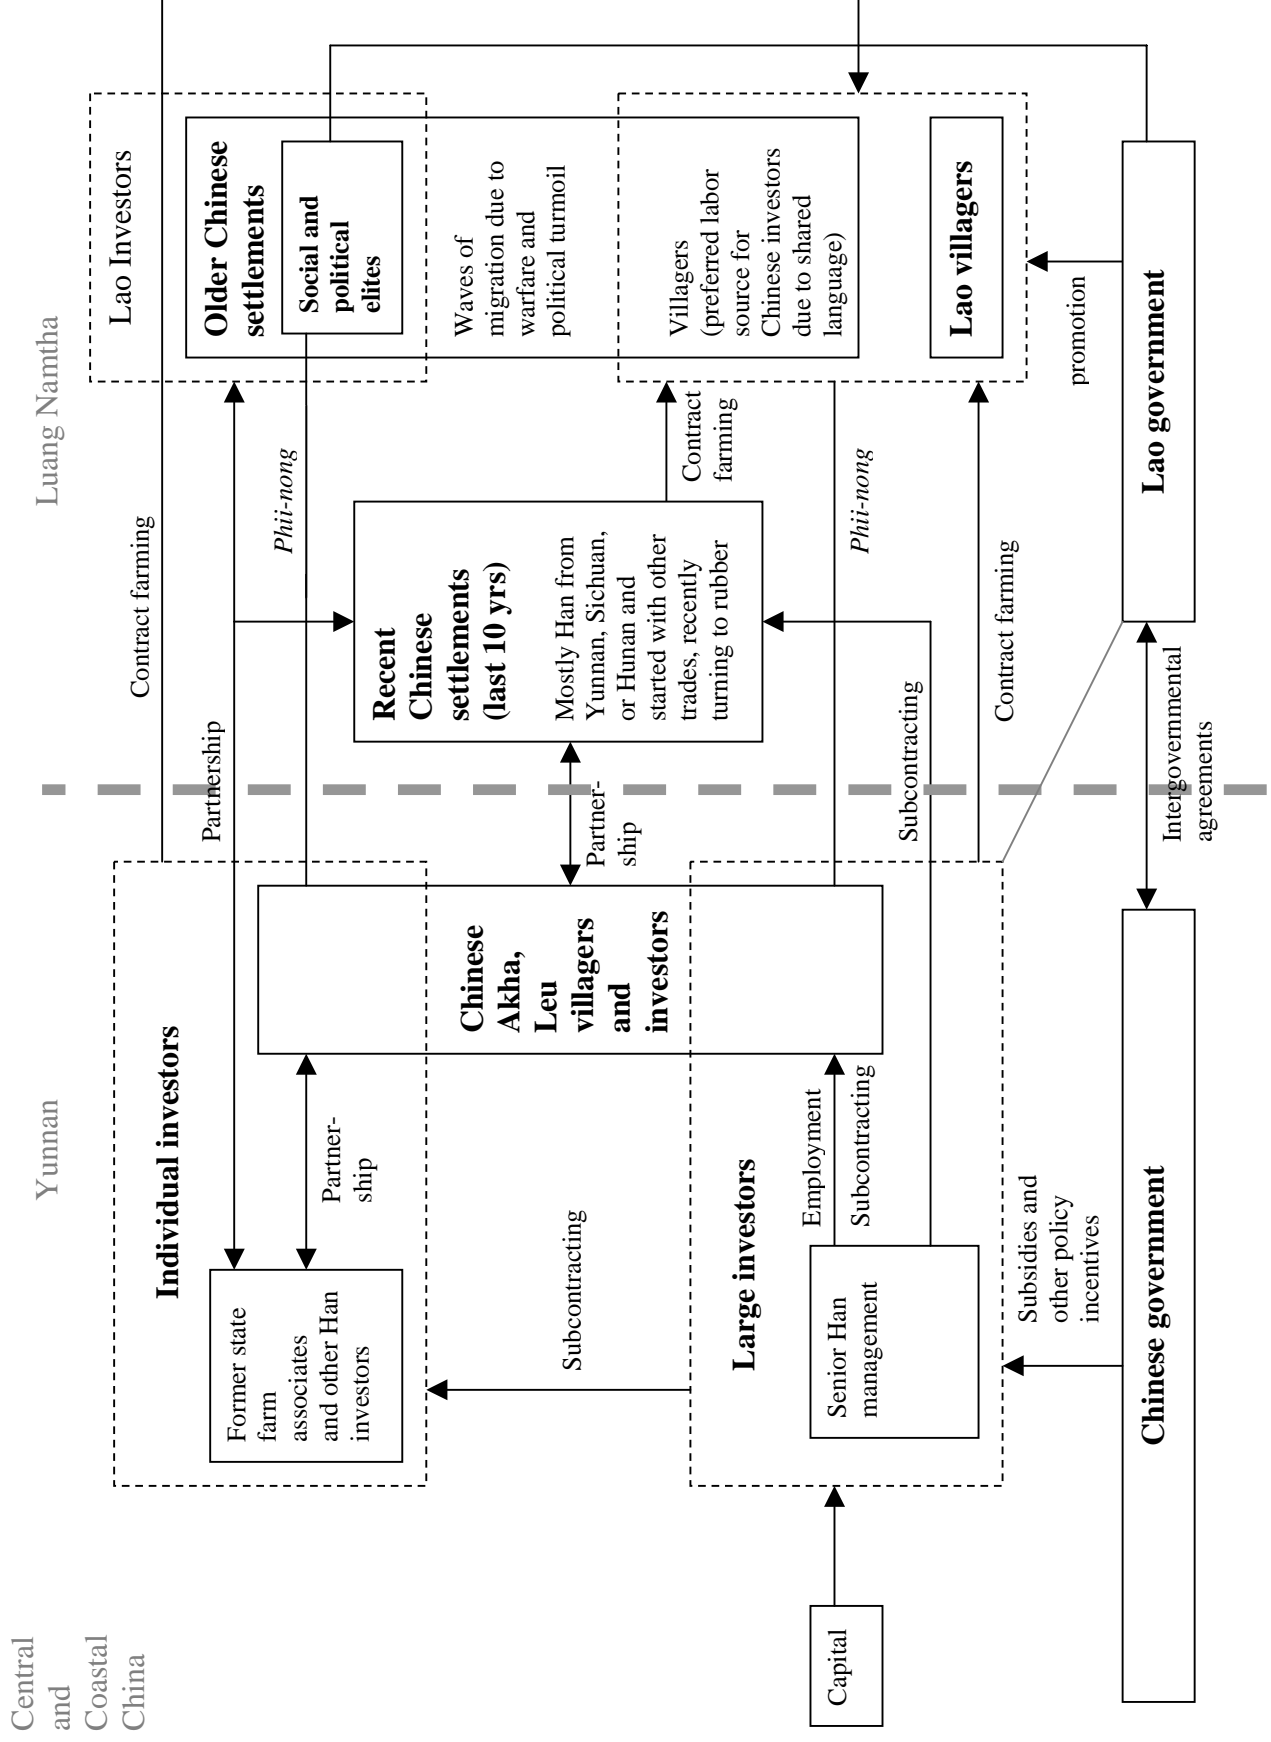 Central
and
Coastal
China
Yunnan
Luang Namtha
Individual investors
Former state
farm
associates
and other Han
investors
Partner-
ship
Subcontracting
Large investors
Senior Han
management
Employment
Subcontracting
Capital
Subsidies and
other policy
incentives
Chinese government
Chinese
Akha,
Leu
villagers
and
investors
Contract farming
Partnership
Phii-nong
Partner-
ship
Recent
Chinese
settlements
(last 10 yrs)
Mostly Han from
Yunnan, Sichuan,
or Hunan and
started with other
trades, recently
turning to rubber
Contract
farming
Phii-nong
Subcontracting
Contract farming
Intergovernmental
agreements
Lao Investors
Older Chinese
settlements
Social and
political
elites
Waves of
migration due to
warfare and
political turmoil
Villagers
(preferred labor
source for
Chinese investors
due to shared
language)
Lao villagers
promotion
Lao government